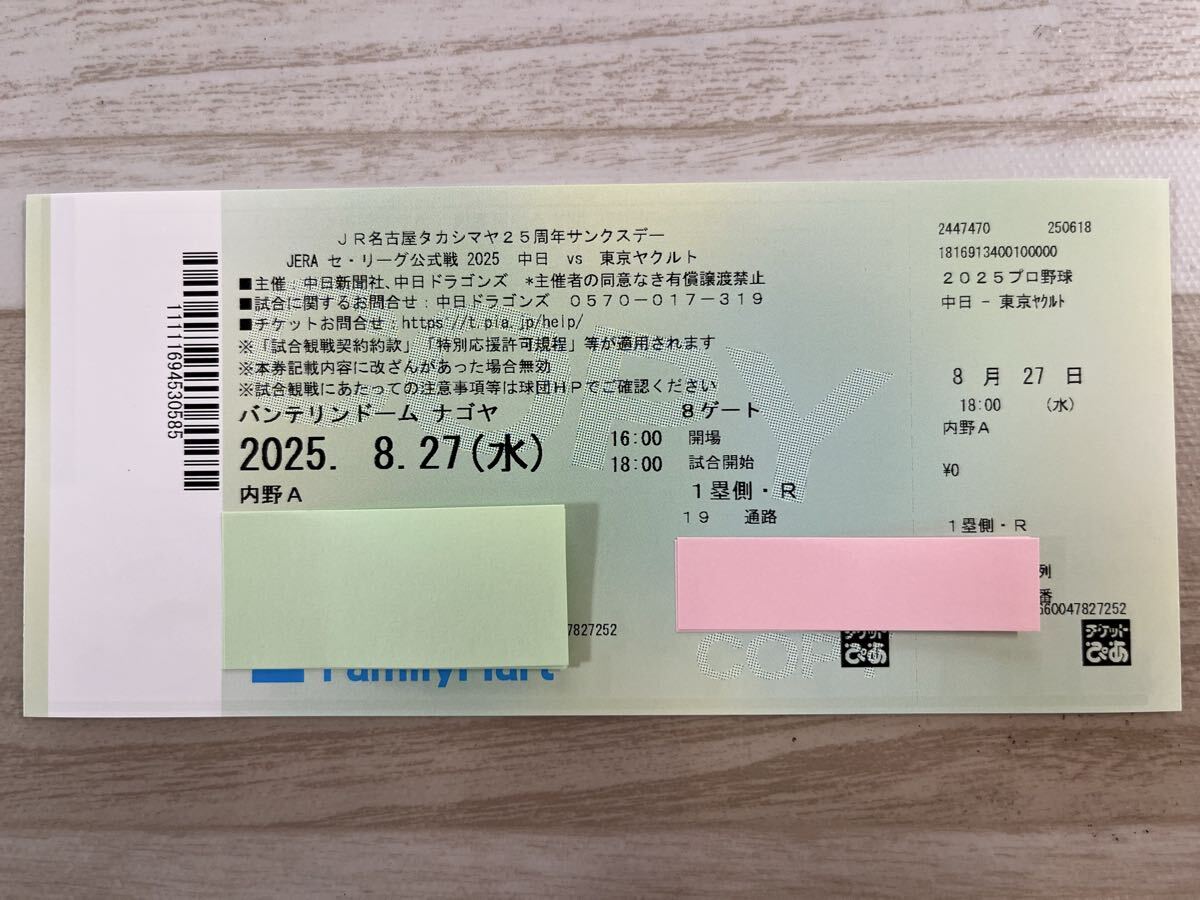 JR名古屋タカシマヤ25周年サンクスデー
JERA セ・リーグ公式戦 2025 中日 vs 東京ヤクルト
■主催：中日新聞社、中日ドラゴンズ *主催者の同意なき有償譲渡禁止
■試合に関するお問合せ：中日ドラゴンズ 0570-017-319
■チケットお問合せ：https://t.pia.jp/help/
※「試合観戦契約約款」「特別応援許可規程」等が適用されます
※本券記載内容に改ざんがあった場合無効
※試合観戦にあたっての注意事項等は球団HPでご確認ください
バンテリンドーム ナゴヤ 8ゲート
2025. 8.27(水) 16:00 開場
18:00 試合開始
内野A 1塁側・R
19 通路
7827252
FamilyMart
COPY
COPY
チケットぴあ
1111694530585
2447470 250618
1816913400100000
2025プロ野球
中日 - 東京ヤクルト
8月 27日
18:00 (水)
内野A
¥0
1塁側・R
列
番
60047827252
チケットぴあ